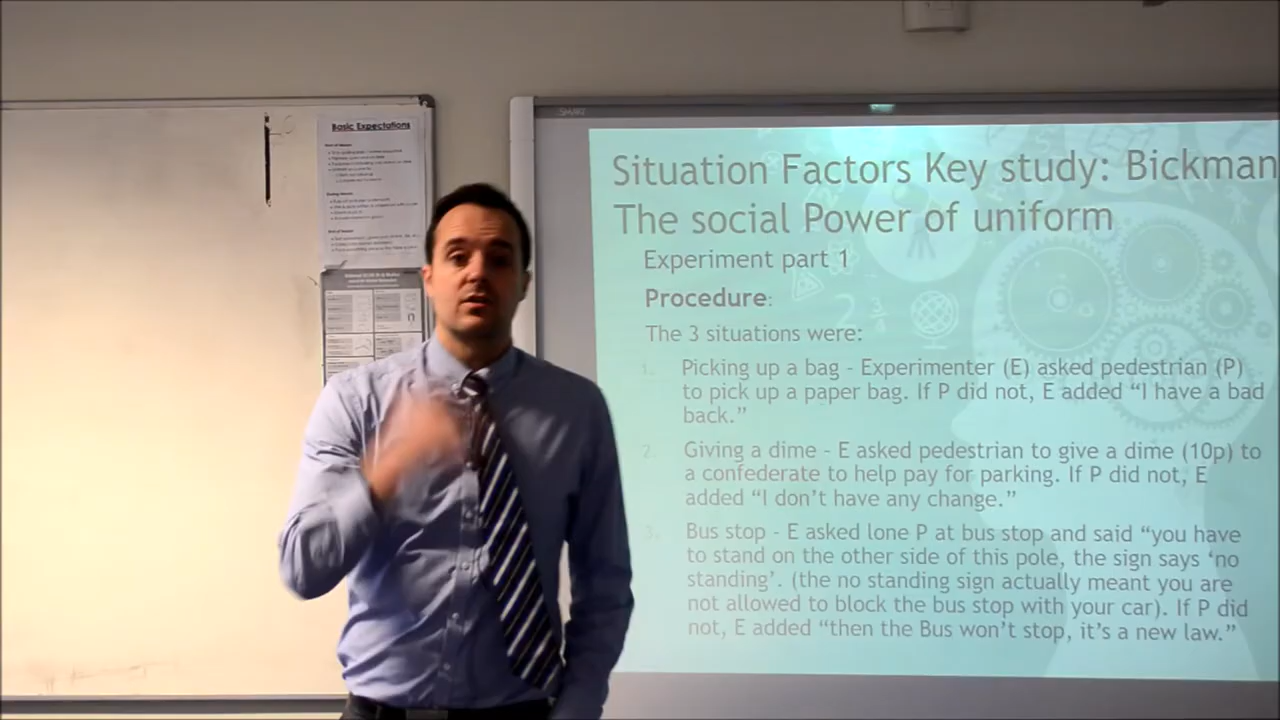 SMART
Basic Expectations
Situation Factors Key study: Bickman
The social Power of uniform
Experiment part 1
Procedure:
The 3 situations were:
1. Picking up a bag - Experimenter (E) asked pedestrian (P)
to pick up a paper bag. If P did not, E added “I have a bad
back.”
2. Giving a dime - E asked pedestrian to give a dime (10p) to
a confederate to help pay for parking. If P did not, E
added “I don’t have any change.”
3. Bus stop - E asked lone P at bus stop and said “you have
to stand on the other side of this pole, the sign says ‘no
standing’. (the no standing sign actually meant you are
not allowed to block the bus stop with your car). If P did
not, E added “then the Bus won’t stop, it’s a new law.”